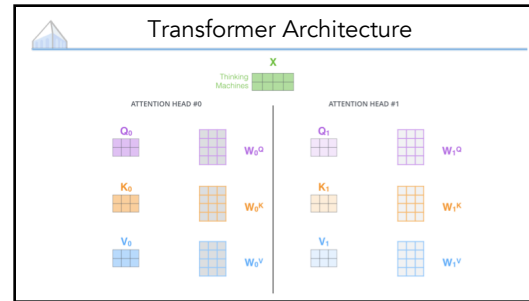 Transformer Architecture
X
Thinking
Machines
ATTENTION HEAD #0
ATTENTION HEAD #1
Q₀
W₀Q
Q₁
W₁Q
K₀
W₀K
K₁
W₁K
V₀
W₀V
V₁
W₁V